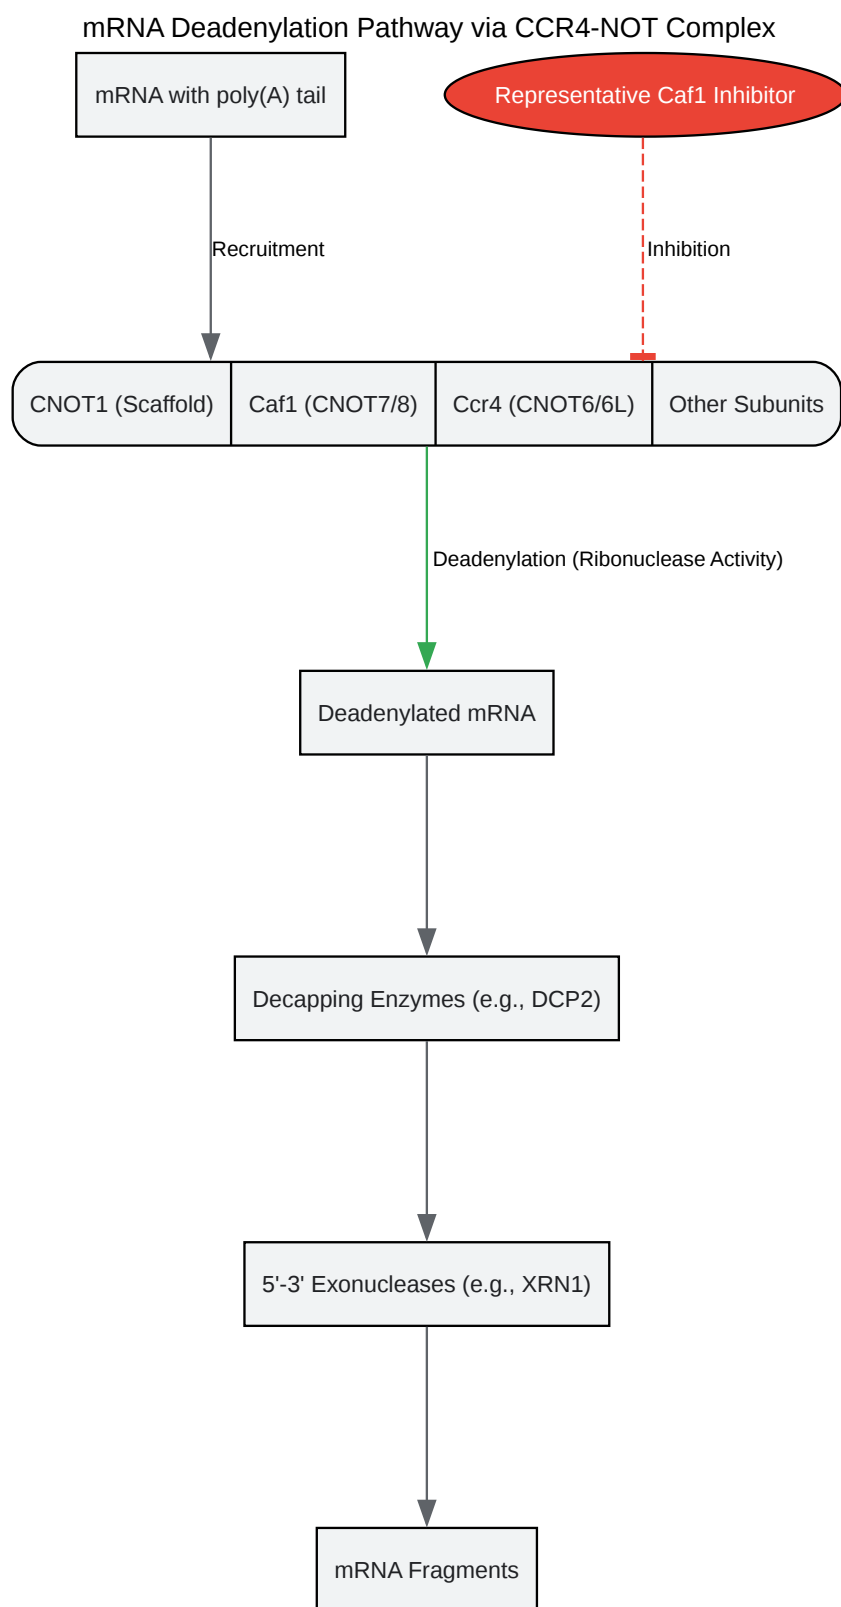 mRNA Deadenylation Pathway via CCR4-NOT Complex
mRNA with poly(A) tail
Representative Caf1 Inhibitor
Recruitment
Inhibition
CNOT1 (Scaffold)
Caf1 (CNOT7/8)
Ccr4 (CNOT6/6L)
Other Subunits
Deadenylation (Ribonuclease Activity)
Deadenylated mRNA
Decapping Enzymes (e.g., DCP2)
5'-3' Exonucleases (e.g., XRN1)
mRNA Fragments